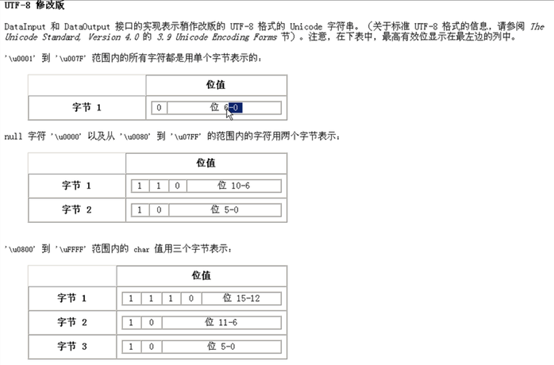 UTF-8 修改版
DataInput 和 DataOutput 接口的实现表示稍作改版的 UTF-8 格式的 Unicode 字符串。（关于标准 UTF-8 格式的信息，请参阅 The
Unicode Standard, Version 4.0 的 3.9 Unicode Encoding Forms 节）。注意，在下表中，最高有效位显示在最左边的列中。
'\u0001' 到 '\u007F' 范围内的所有字符都是用单个字节表示的：
位值
字节 1 0 位 6-0
null 字符 '\u0000' 以及从 '\u0080' 到 '\u07FF' 的范围内的字符用两个字节表示：
位值
字节 1 1 1 0 位 10-6
字节 2 1 0 位 5-0
'\u0800' 到 '\uFFFF' 范围内的 char 值用三个字节表示：
位值
字节 1 1 1 1 0 位 15-12
字节 2 1 0 位 11-6
字节 3 1 0 位 5-0